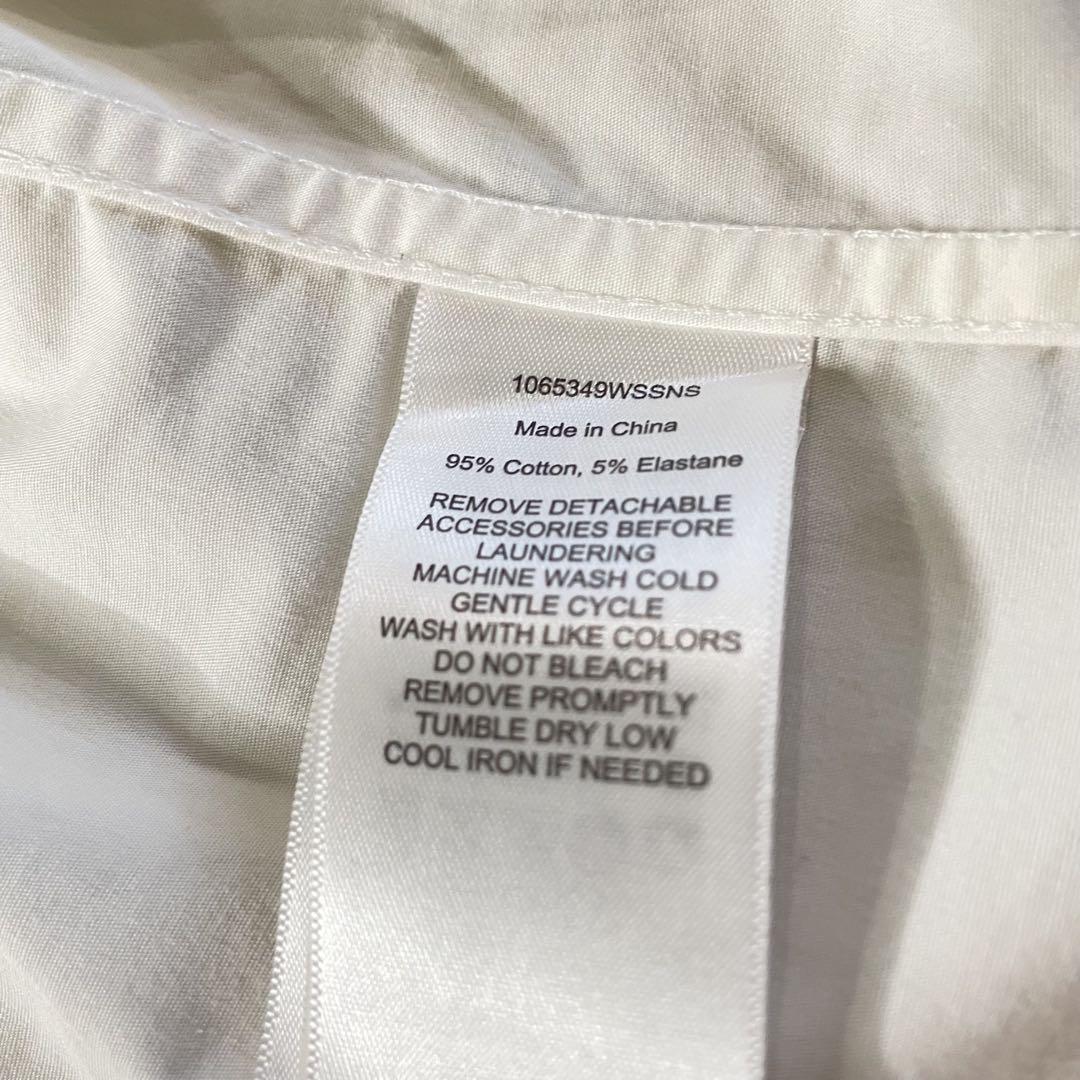 1065349WSSNS
Made in China
95% Cotton, 5% Elastane
REMOVE DETACHABLE
ACCESSORIES BEFORE
LAUNDERING
MACHINE WASH COLD
GENTLE CYCLE
WASH WITH LIKE COLORS
DO NOT BLEACH
REMOVE PROMPTLY
TUMBLE DRY LOW
COOL IRON IF NEEDED